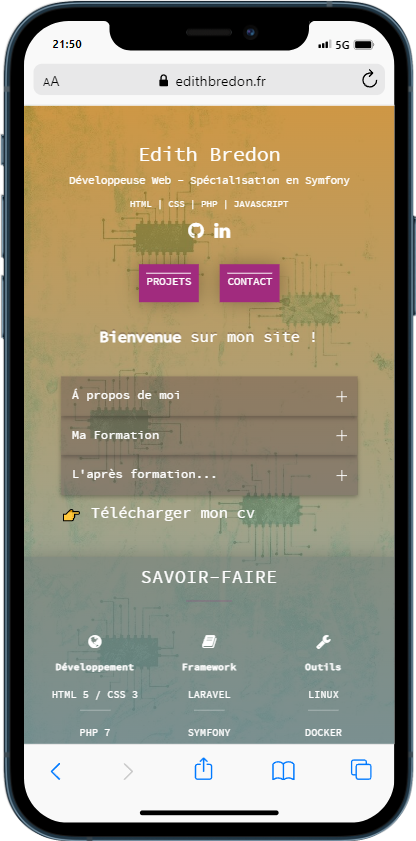 21:50
5G
AA
edithbredon.fr
Edith Bredon
Développeuse Web - Spécialisation en Symfony
HTML | CSS | PHP | JAVASCRIPT
PROJETS CONTACT
Bienvenue sur mon site !
Á propos de moi
Ma Formation
L'après formation...
👉 Télécharger mon cv
SAVOIR-FAIRE
Développement Framework Outils
HTML 5 / CSS 3 LARAVEL LINUX
PHP 7 SYMFONY DOCKER